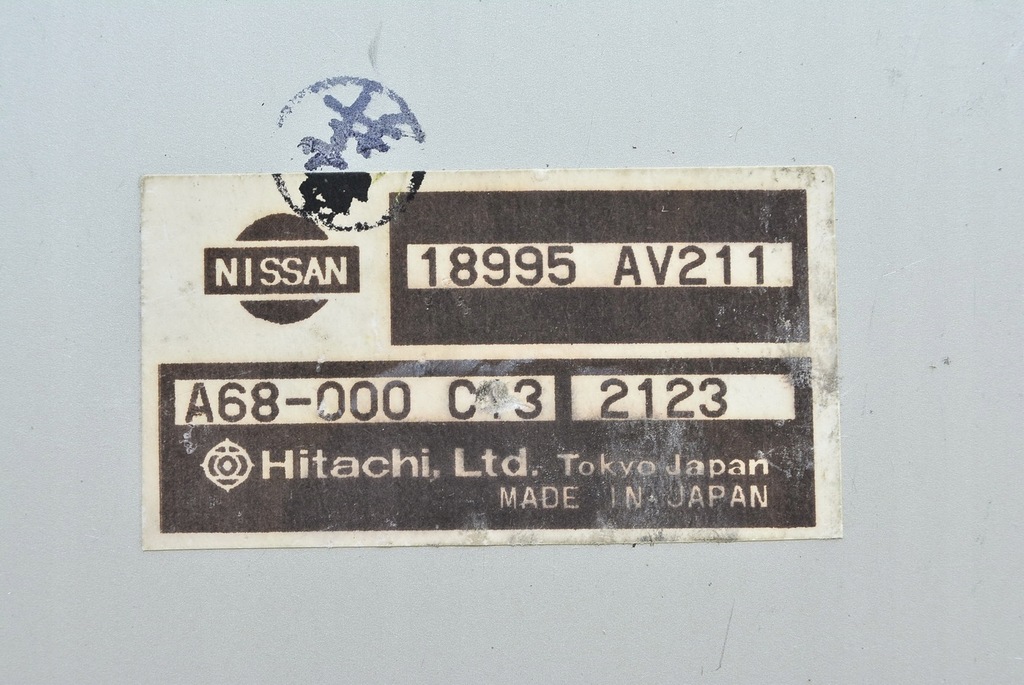 NISSAN
18995 AV211
A68-000
2123
Hitachi, Ltd. Tokyo Japan
MADE IN JAPAN